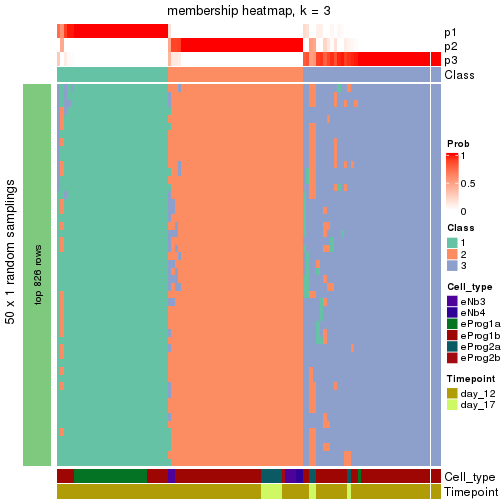 membership heatmap, k = 3
p1
p2
p3
Class
50 x 1 random samplings
top 826 rows
Prob
1
0.5
0
Class
1
2
3
Cell_type
eNb3
eNb4
eProg1a
eProg1b
eProg2a
eProg2b
Timepoint
day_12
day_17
Cell_type
Timepoint